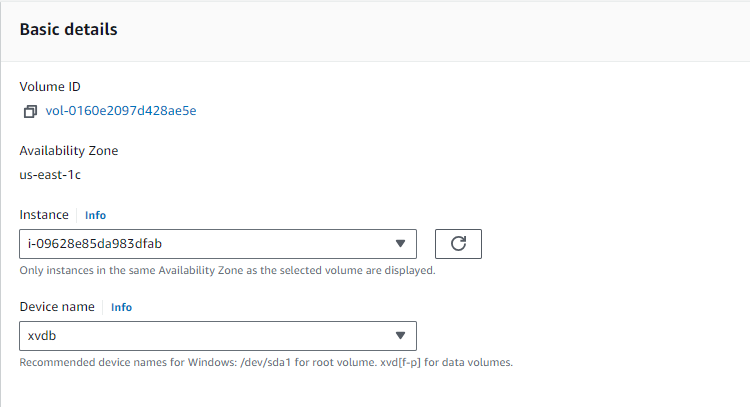 Basic details
Volume ID
vol-0160e2097d428ae5e
Availability Zone
us-east-1c
Instance Info
i-09628e85da983dfab
Only instances in the same Availability Zone as the selected volume are displayed.
Device name Info
xvdb
Recommended device names for Windows: /dev/sda1 for root volume. xvd[f-p] for data volumes.